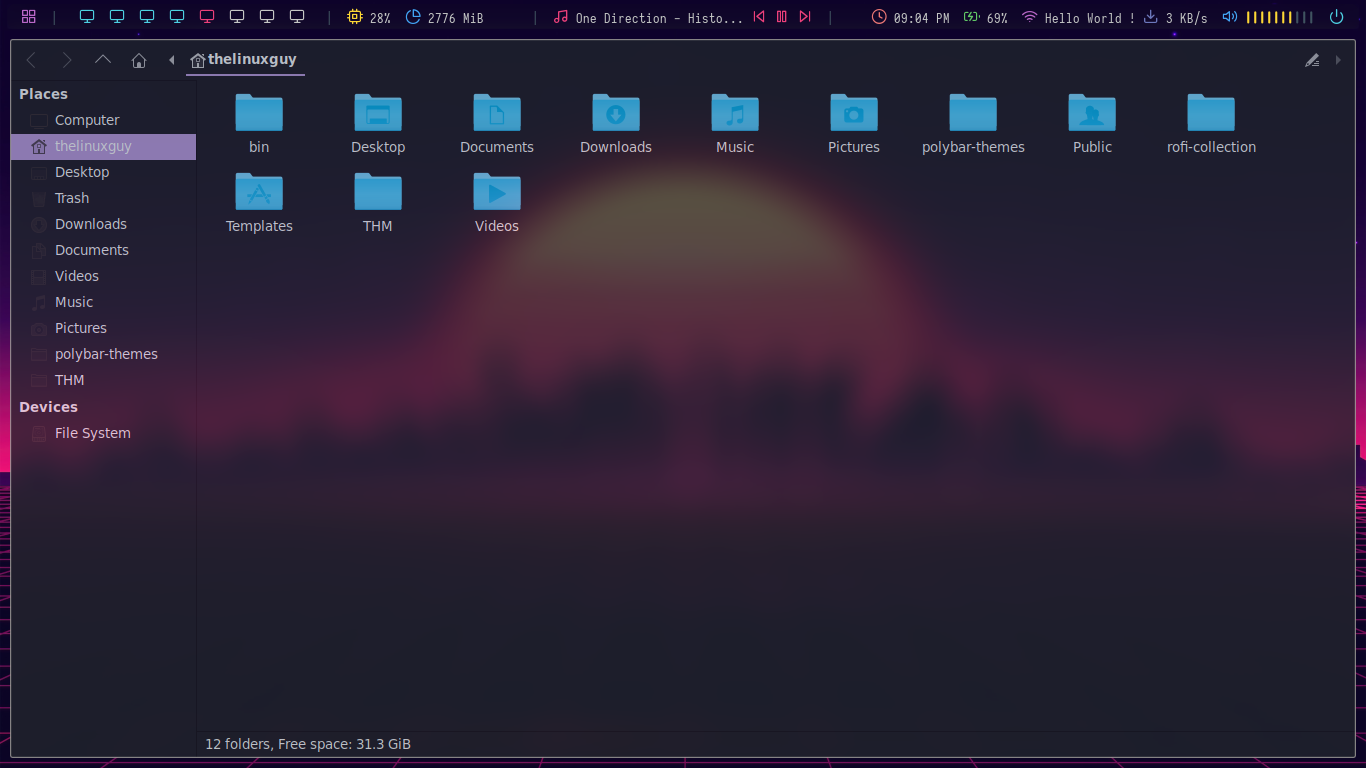 28% 2776 MiB One Direction - Histo... 09:04 PM 69% Hello World ! 3 KB/s
thelinuxguy
Places
Computer
thelinuxguy
Desktop
Trash
Downloads
Documents
Videos
Music
Pictures
polybar-themes
THM
Devices
File System
bin Desktop Documents Downloads Music Pictures polybar-themes Public rofi-collection
Templates THM Videos
12 folders, Free space: 31.3 GiB